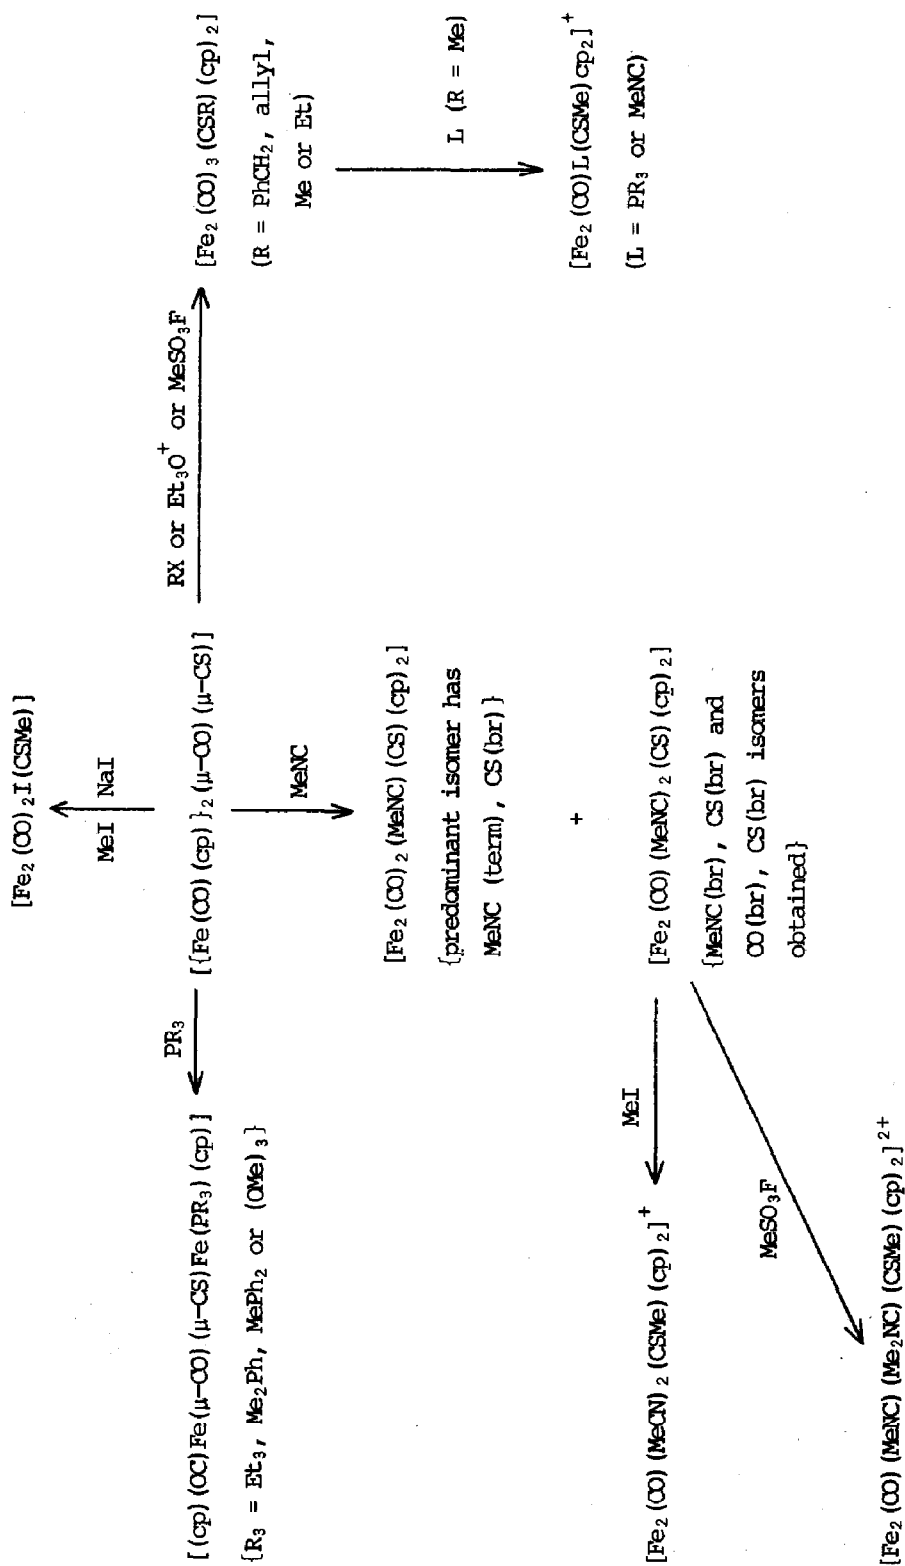 [Fe₂(CO)₂I(CSMe)]
MeI NaI
[{Fe(CO)(cp)}₂(μ-CO)(μ-CS)]
PR₃
[(cp)(OC)Fe(μ-CO)(μ-CS)Fe(PR₃)(cp)]
{R₃ = Et₃, Me₂Ph, MePh₂ or (OMe)₃}
RX or Et₃O⁺ or MeSO₃F
[Fe₂(CO)₃(CSR)(cp)₂]
(R = PhCH₂, allyl,
Me or Et)
L (R = Me)
[Fe₂(CO)L(CSMe)cp₂]⁺
(L = PR₃ or MeNC)
MeNC
[Fe₂(CO)₂(MeNC)(CS)(cp)₂]
{predominant isomer has
MeNC (term), CS(br)}
+
[Fe₂(CO)(MeNC)₂(CS)(cp)₂]
{MeNC(br), CS(br) and
CO(br), CS(br) isomers
obtained}
MeI
[Fe₂(CO)(MeCN)₂(CSMe)(cp)₂]⁺
MeSO₃F
[Fe₂(CO)(MeNC)(Me₂NC)(CSMe)(cp)₂]²⁺